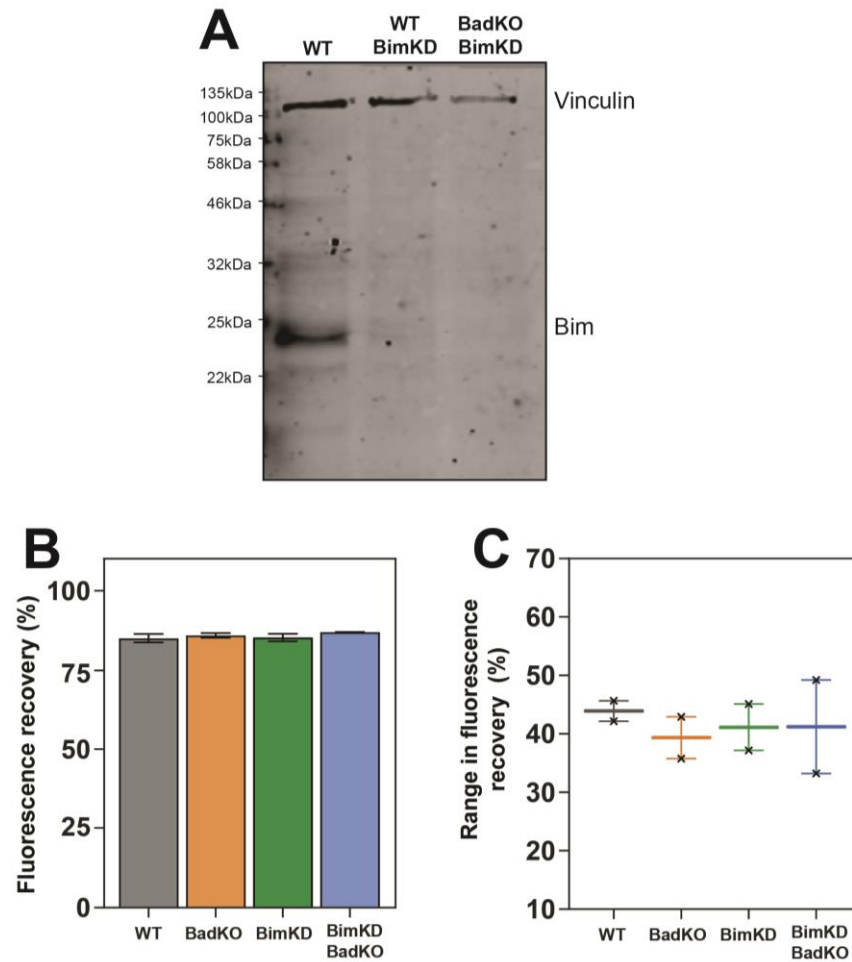 A
WT
WT
BimKD
BadKO
BimKD
135kDa
100kDa
75kDa
58kDa
46kDa
32kDa
25kDa
22kDa
Vinculin
Bim
B
Fluorescence recovery (%)
100
75
50
25
0
WT
BadKO
BimKD
BimKD
BadKO
C
Range in fluorescence
recovery (%)
70
60
50
40
30
20
10
WT
BadKO
BimKD
BimKD
BadKO